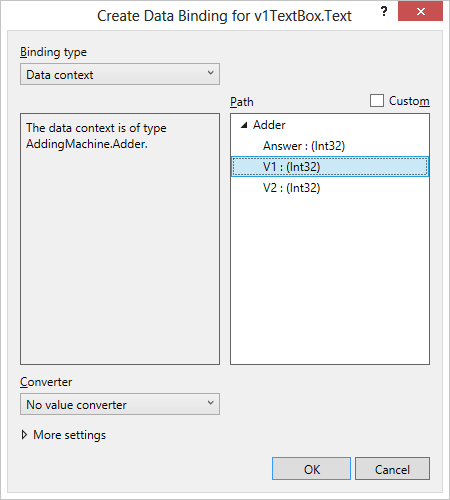 Create Data Binding for v1TextBox.Text
Binding type
Data context
Path
Custom
The data context is of type
AddingMachine.Adder.
Adder
Answer : (Int32)
V1 : (Int32)
V2 : (Int32)
Converter
No value converter
More settings
OK
Cancel